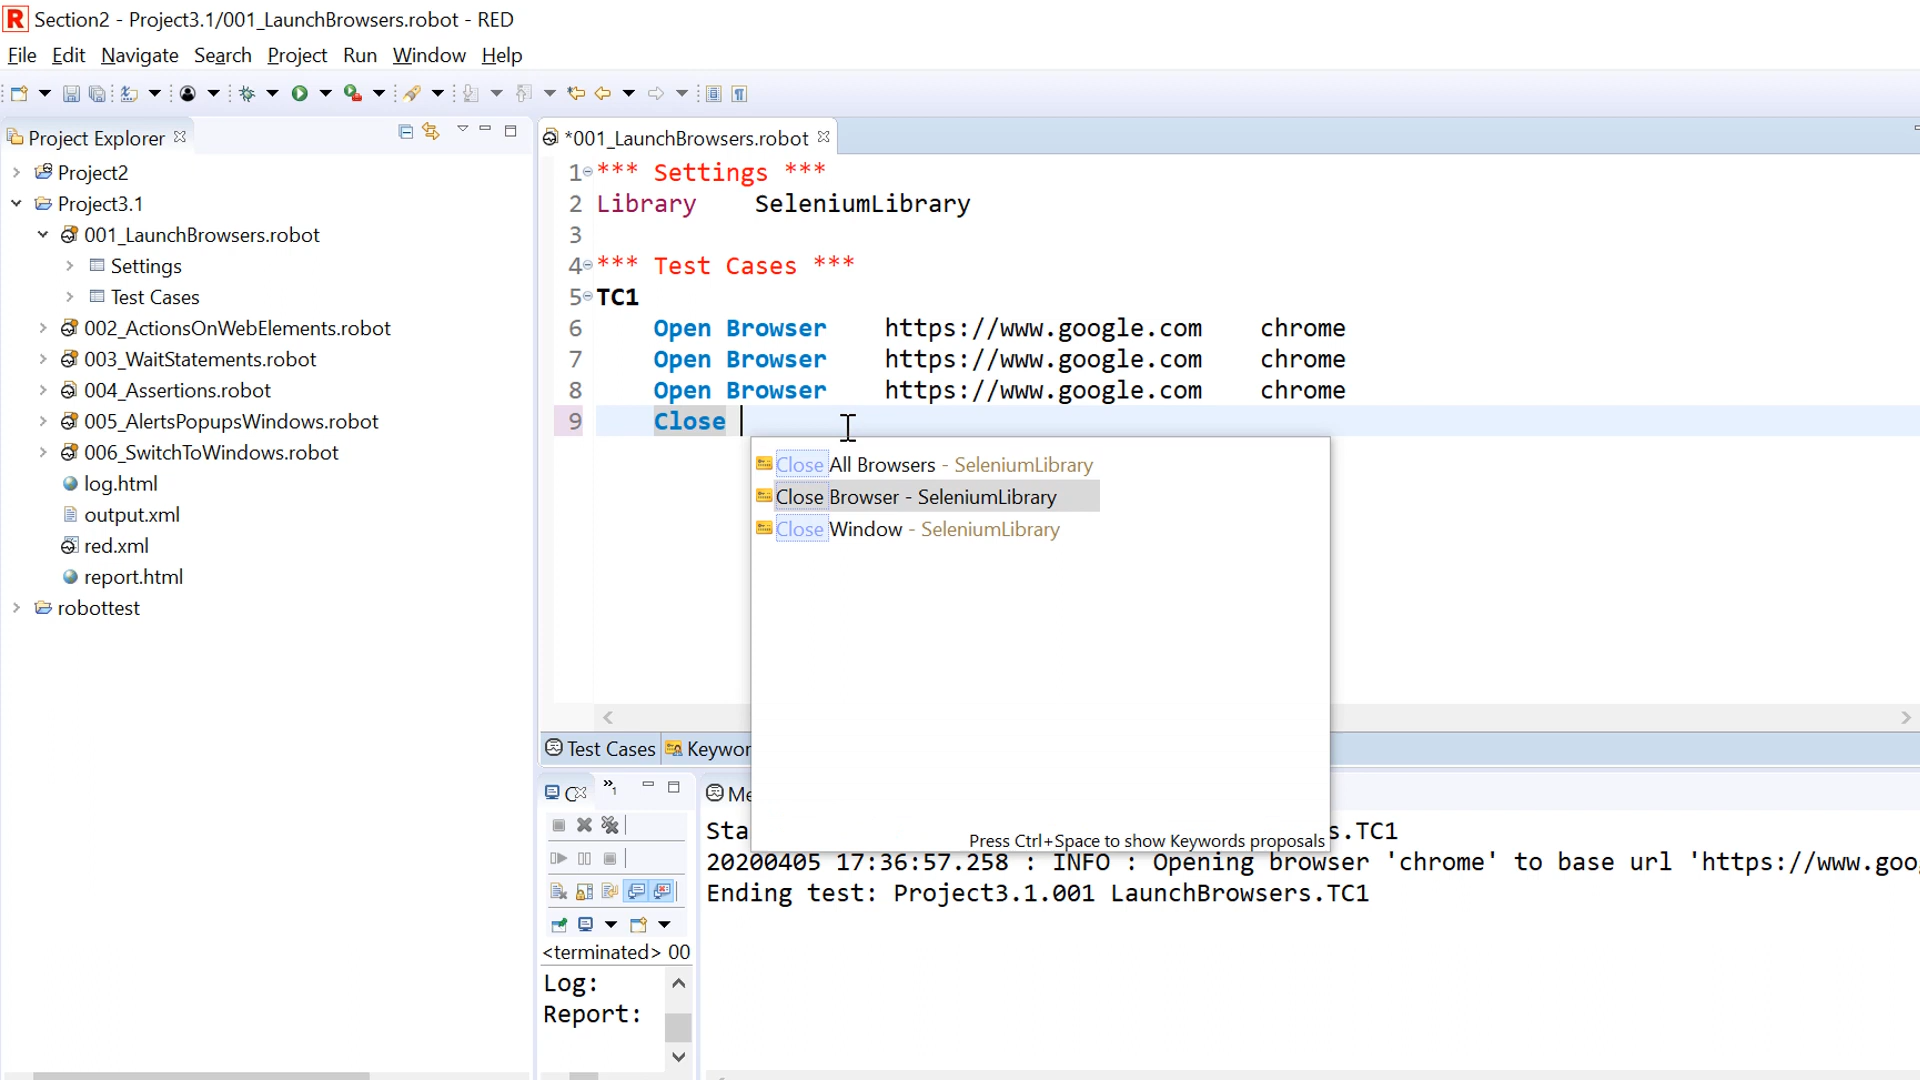 Section2 - Project3.1/001_LaunchBrowsers.robot - RED
File Edit Navigate Search Project Run Window Help
Project Explorer
Project2
Project3.1
001_LaunchBrowsers.robot
Settings
Test Cases
002_ActionsOnWebElements.robot
003_WaitStatements.robot
004_Assertions.robot
005_AlertsPopupsWindows.robot
006_SwitchToWindows.robot
log.html
output.xml
red.xml
report.html
robottest
*001_LaunchBrowsers.robot
1 *** Settings ***
2 Library SeleniumLibrary
3
4 *** Test Cases ***
5 TC1
6 Open Browser https://www.google.com chrome
7 Open Browser https://www.google.com chrome
8 Open Browser https://www.google.com chrome
9 Close
Close All Browsers - SeleniumLibrary
Close Browser - SeleniumLibrary
Close Window - SeleniumLibrary
Press Ctrl+Space to show Keywords proposals
Test Cases Keywor
<terminated> 00
Log:
Report:
Me
Sta s.TC1
20200405 17:36:57.258 : INFO : Opening browser 'chrome' to base url 'https://www.goo
Ending test: Project3.1.001 LaunchBrowsers.TC1